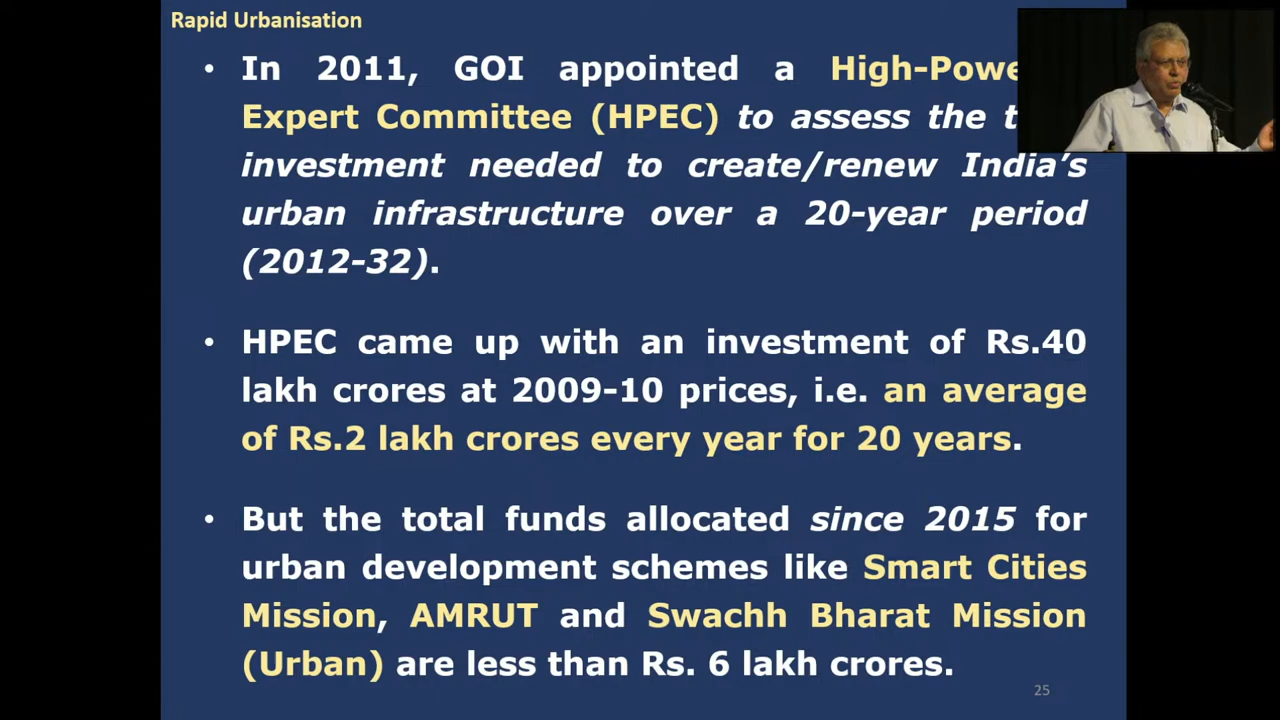 Rapid Urbanisation
• In 2011, GOI appointed a High-Powe
Expert Committee (HPEC) to assess the t
investment needed to create/renew India’s
urban infrastructure over a 20-year period
(2012-32).
• HPEC came up with an investment of Rs.40
lakh crores at 2009-10 prices, i.e. an average
of Rs.2 lakh crores every year for 20 years.
• But the total funds allocated since 2015 for
urban development schemes like Smart Cities
Mission, AMRUT and Swachh Bharat Mission
(Urban) are less than Rs. 6 lakh crores.
25